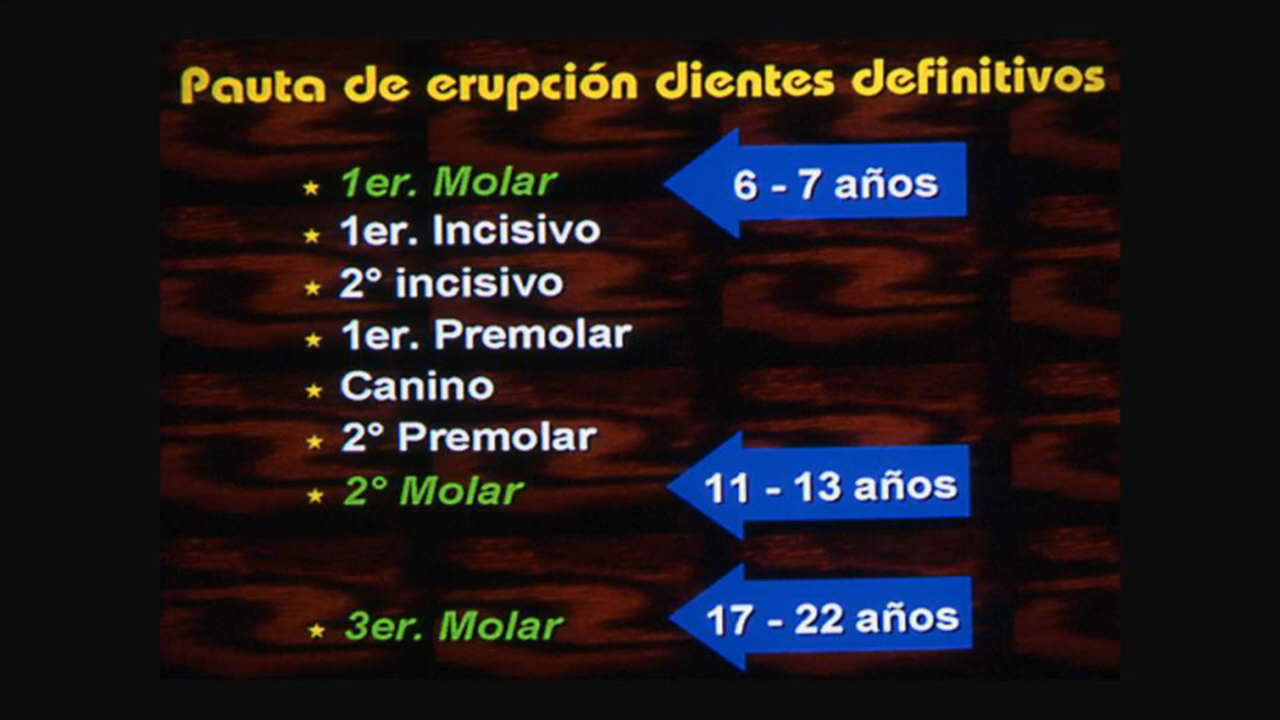 Pauta de erupción dientes definitivos
1er. Molar
6 - 7 años
1er. Incisivo
2° incisivo
1er. Premolar
Canino
2° Premolar
2° Molar
11 - 13 años
3er. Molar
17 - 22 años